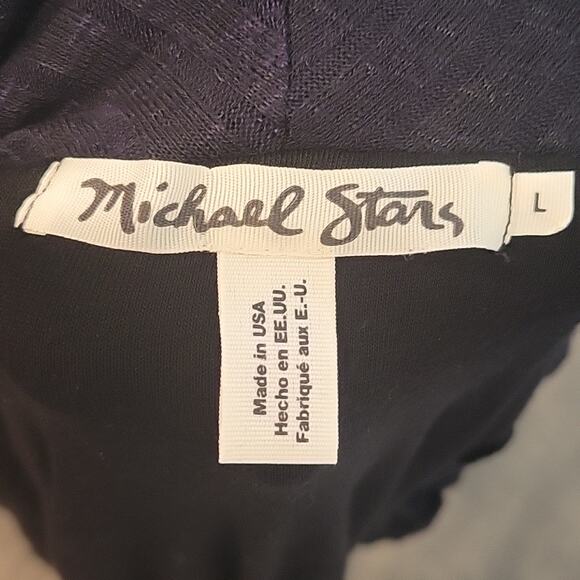 Michael Stars
L
Made in USA
Hecho en EE.UU.
Fabriqué aux E.-U.